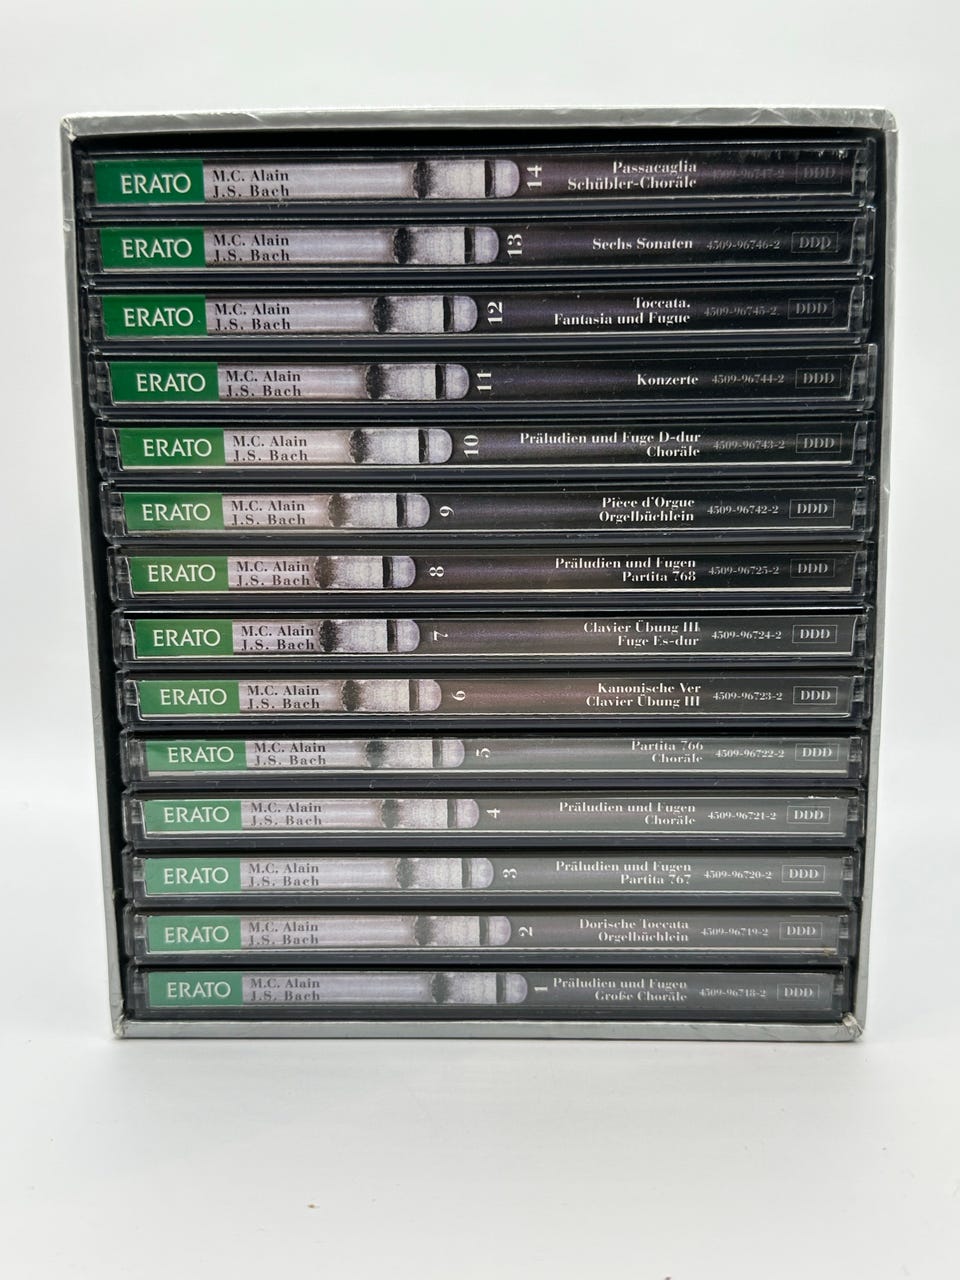 ERATO
M.C. Alain
J.S. Bach
14
Passacaglia
Schübler-Choräle
4509-96747-2
DDD
ERATO
M.C. Alain
J.S. Bach
13
Sechs Sonaten
4509-96746-2
DDD
ERATO
M.C. Alain
J.S. Bach
12
Toccata,
Fantasia und Fugue
4509-96745-2
DDD
ERATO
M.C. Alain
J.S. Bach
11
Konzerte
4509-96744-2
DDD
ERATO
M.C. Alain
J.S. Bach
10
Präludien und Fuge D-dur
Choräle
4509-96743-2
DDD
ERATO
M.C. Alain
J.S. Bach
9
Pièce d'Orgue
Orgelbüchlein
4509-96742-2
DDD
ERATO
M.C. Alain
J.S. Bach
8
Präludien und Fugen
Partita 768
4509-96725-2
DDD
ERATO
M.C. Alain
J.S. Bach
7
Clavier Übung III
Fuge Es-dur
4509-96724-2
DDD
ERATO
M.C. Alain
J.S. Bach
6
Kanonische Ver
Clavier Übung III
4509-96723-2
DDD
ERATO
M.C. Alain
J.S. Bach
5
Partita 766
Choräle
4509-96722-2
DDD
ERATO
M.C. Alain
J.S. Bach
4
Präludien und Fugen
Choräle
4509-96721-2
DDD
ERATO
M.C. Alain
J.S. Bach
3
Präludien und Fugen
Partita 767
4509-96720-2
DDD
ERATO
M.C. Alain
J.S. Bach
2
Dorische Toccata
Orgelbüchlein
4509-96719-2
DDD
ERATO
M.C. Alain
J.S. Bach
1
Präludien und Fugen
Große Choräle
4509-96718-2
DDD